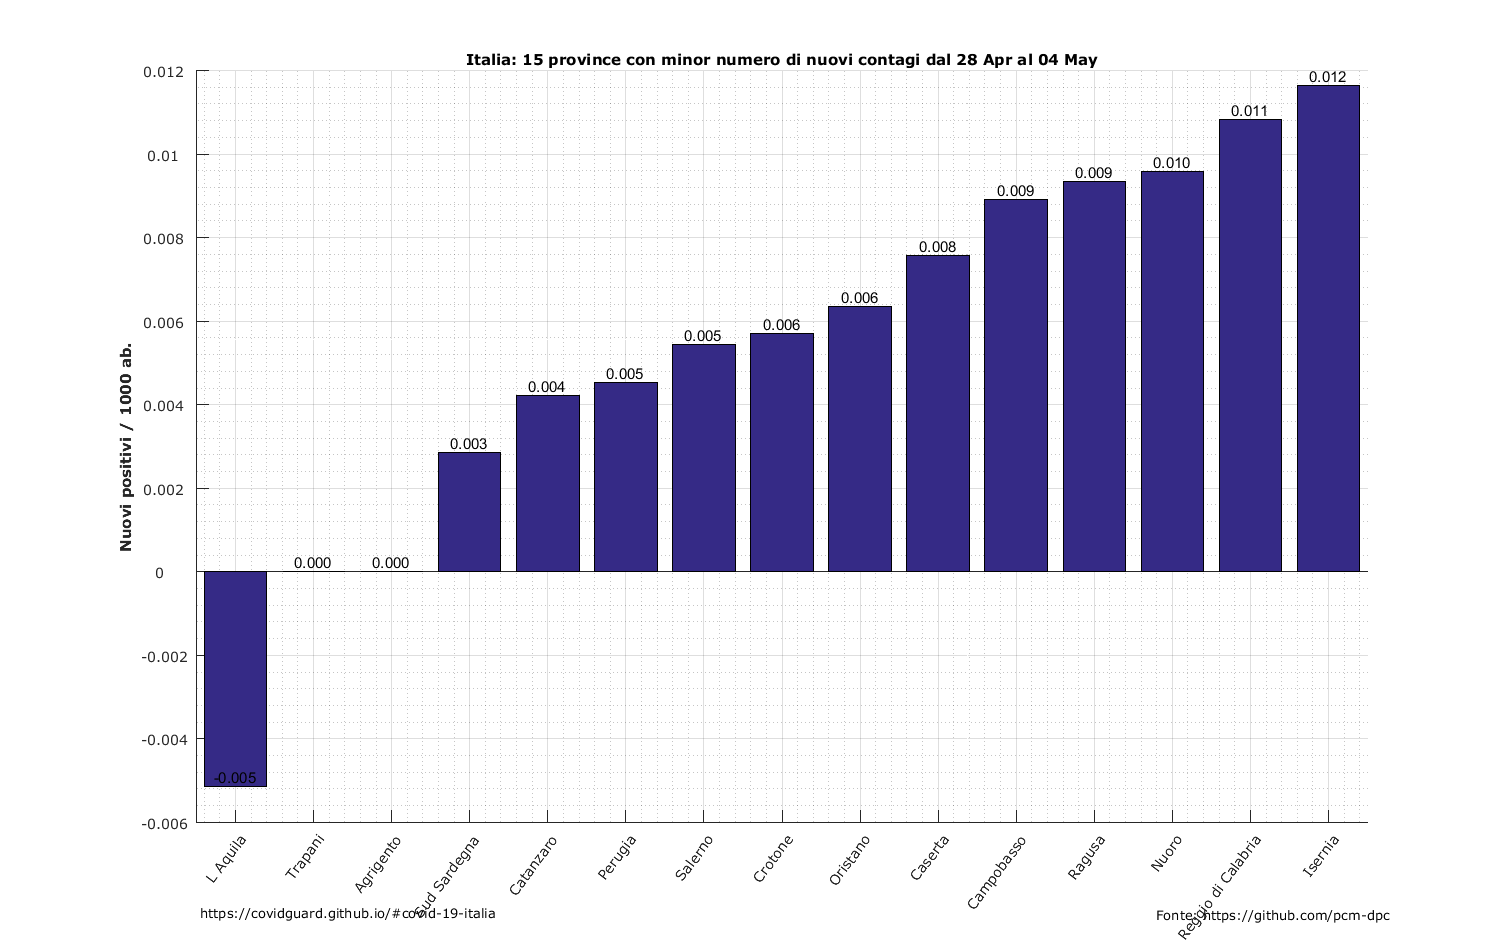 Italia: 15 province con minor numero di nuovi contagi dal 28 Apr al 04 May
Nuovi positivi / 1000 ab.
0.012
0.01
0.008
0.006
0.004
0.002
0
-0.002
-0.004
-0.006
-0.005
0.000
0.000
0.003
0.004
0.005
0.005
0.006
0.006
0.008
0.009
0.009
0.010
0.011
0.012
L Aquila
Trapani
Agrigento
Sud Sardegna
Catanzaro
Perugia
Salerno
Crotone
Oristano
Caserta
Campobasso
Ragusa
Nuoro
Reggio di Calabria
Isernia
https://covidguard.github.io/#covid-19-italia
Fonte: https://github.com/pcm-dpc